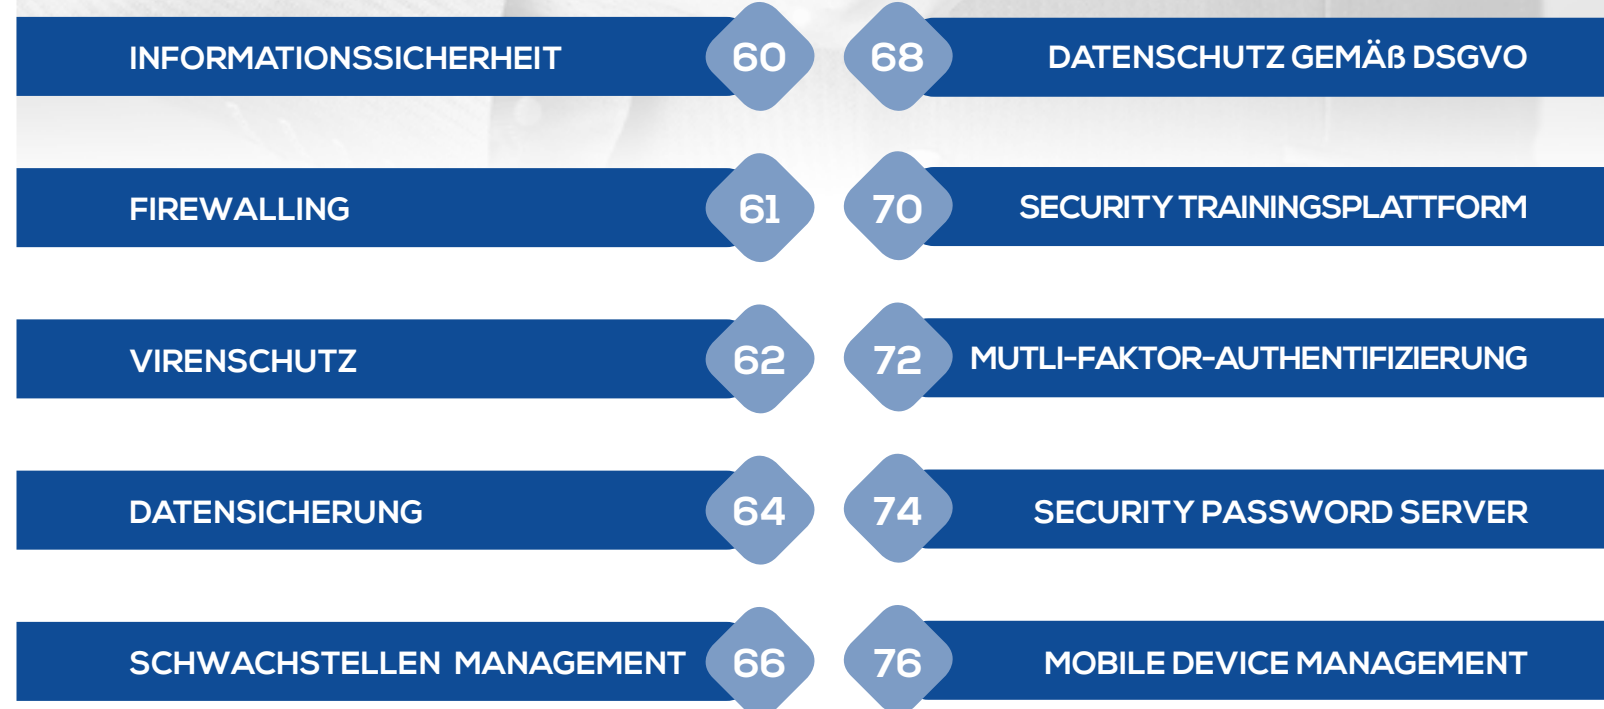 INFORMATIONSSICHERHEIT 60
FIREWALLING 61
VIRENSCHUTZ 62
DATENSICHERUNG 64
SCHWACHSTELLEN MANAGEMENT 66
68 DATENSCHUTZ GEMÄß DSGVO
70 SECURITY TRAININGSPLATTFORM
72 MUTLI-FAKTOR-AUTHENTIFIZIERUNG
74 SECURITY PASSWORD SERVER
76 MOBILE DEVICE MANAGEMENT